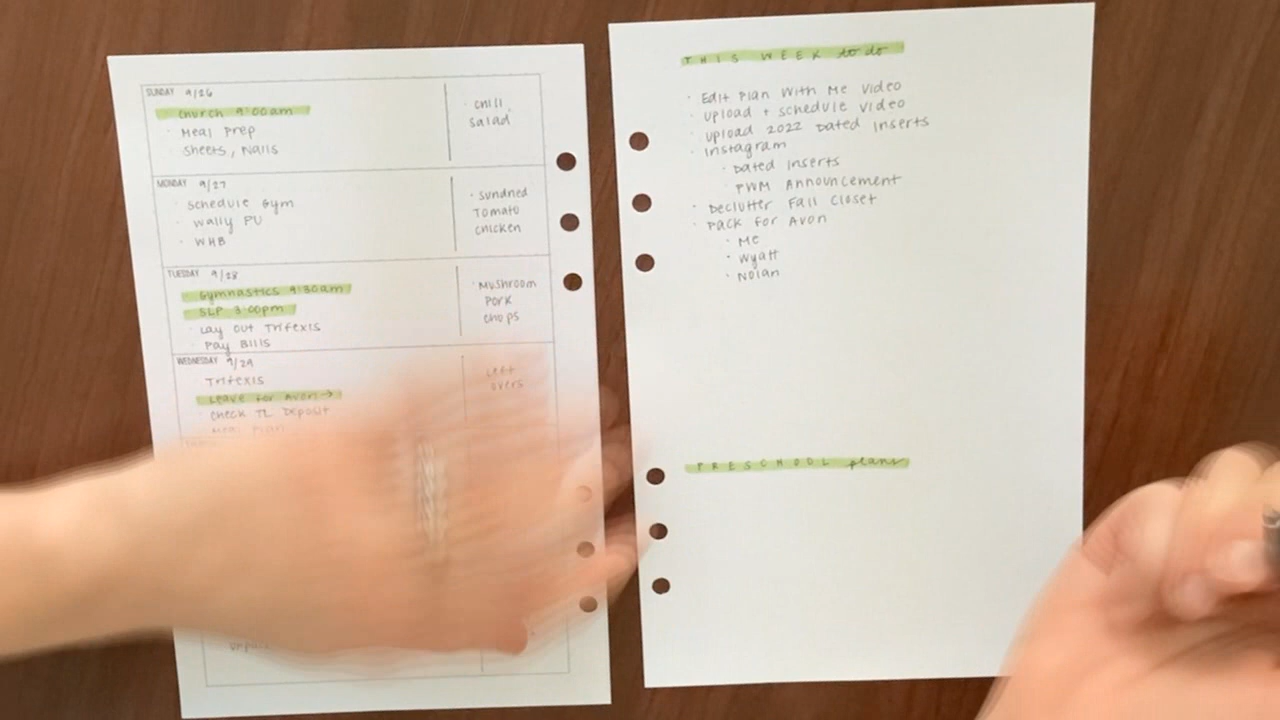 SUNDAY 9/26
Church 9:00am
· Meal Prep
· Sheets, Nails
· Chili
Salad
MONDAY 9/27
· Schedule Gym
· Wally PU
· WHB
· Sundried
Tomato
Chicken
TUESDAY 9/28
· Gymnastics 9:30am
· SLP 3:00pm
· Lay out Trifexis
· Pay Bills
· Mushroom
Pork
Chops
WEDNESDAY 9/29
Trifexis
· Leave for Avon →
· Check TL Deposit
· Meal Plan
Left
overs
THIS WEEK to do
· Edit Plan With Me Video
· Upload + Schedule Video
· Upload 2022 Dated Inserts
· Instagram
· Dated Inserts
· PWM Announcement
· Declutter Fall Closet
· Pack for Avon
· Me
· Wyatt
· Nolan
PRESCHOOL plans